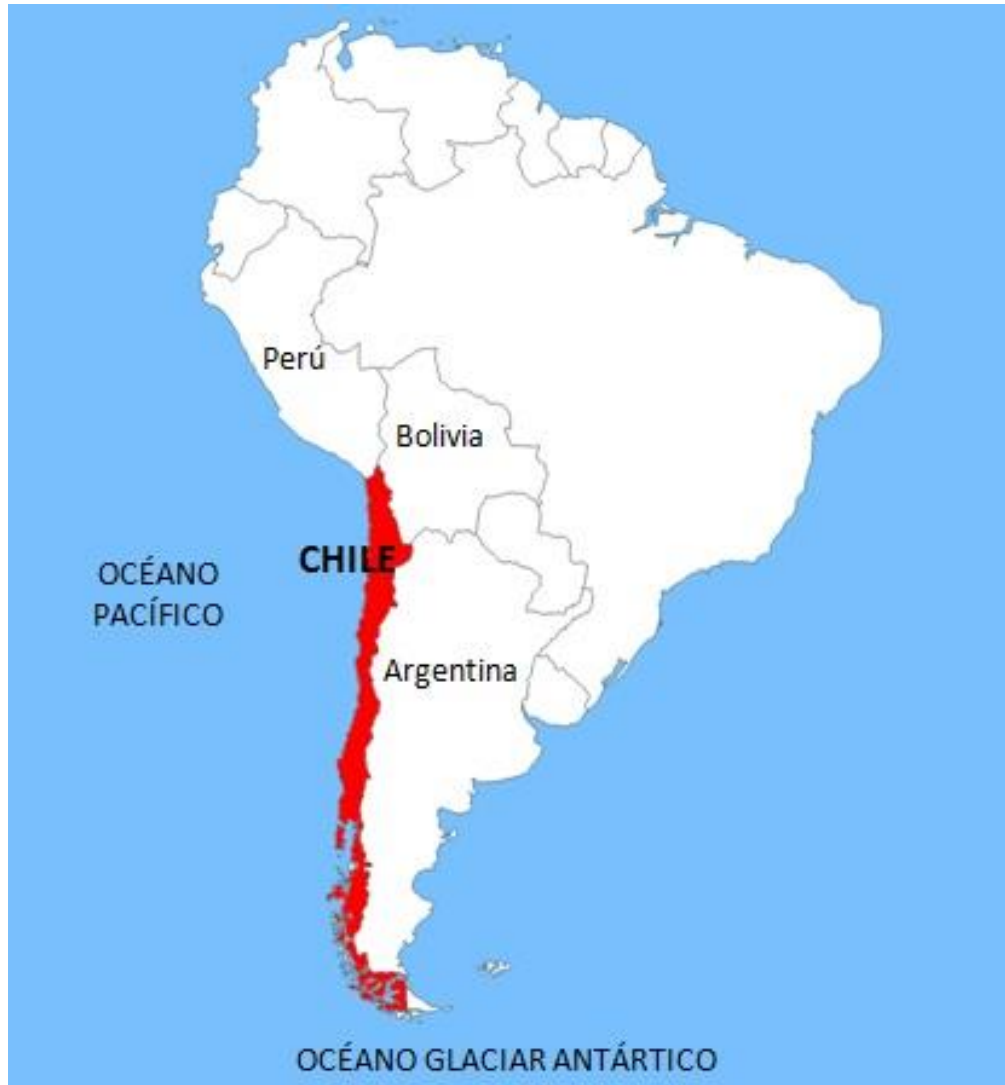 Perú
Bolivia
CHILE
OCÉANO
PACÍFICO
Argentina
OCÉANO GLACIAR ANTÁRTICO